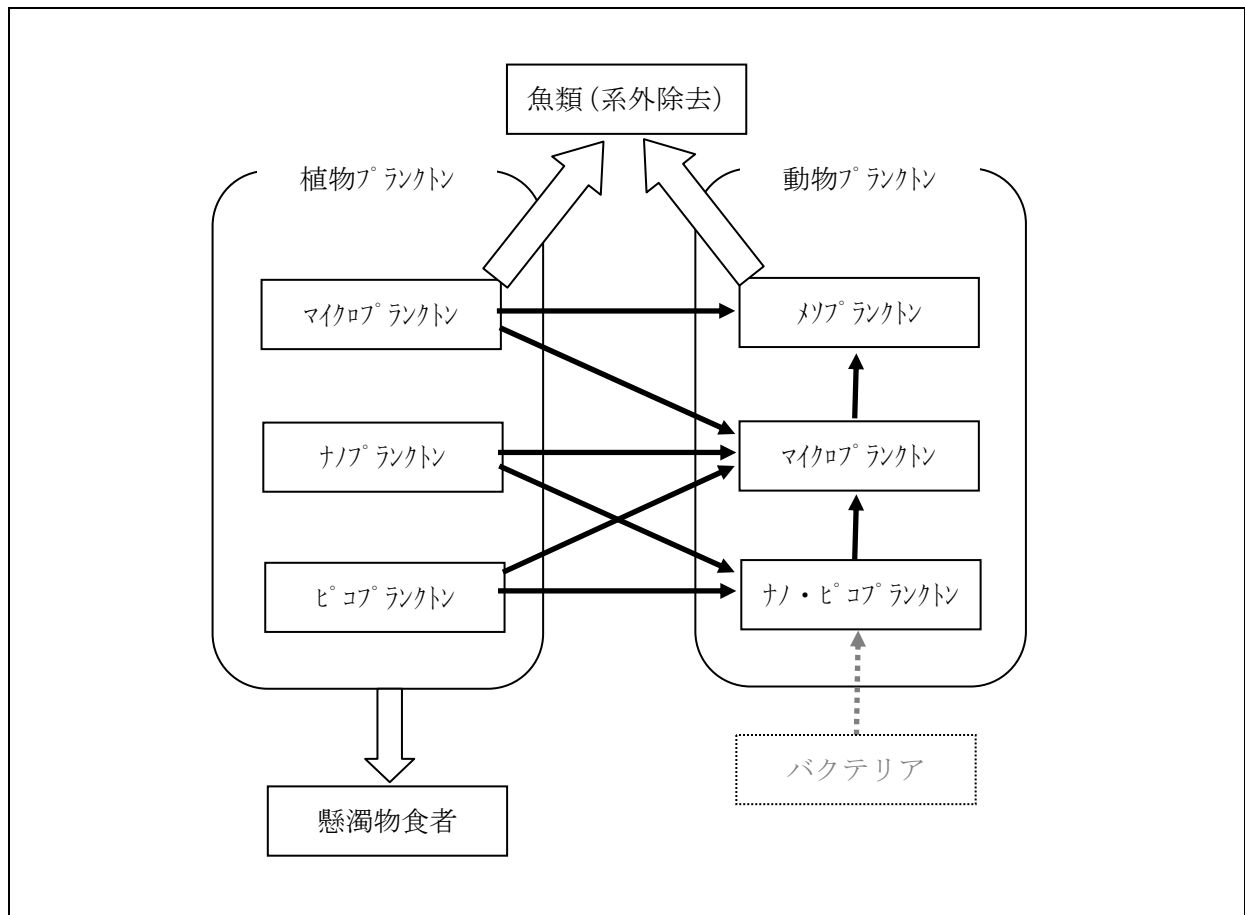 魚類(系外除去)
植物ﾌﾟﾗﾝｸﾄﾝ
動物ﾌﾟﾗﾝｸﾄﾝ
ﾏｲｸﾛﾌﾟﾗﾝｸﾄﾝ
ﾒｿﾌﾟﾗﾝｸﾄﾝ
ﾅﾉﾌﾟﾗﾝｸﾄﾝ
ﾏｲｸﾛﾌﾟﾗﾝｸﾄﾝ
ﾋﾟｺﾌﾟﾗﾝｸﾄﾝ
ﾅﾉ・ﾋﾟｺﾌﾟﾗﾝｸﾄﾝ
バクテリア
懸濁物食者